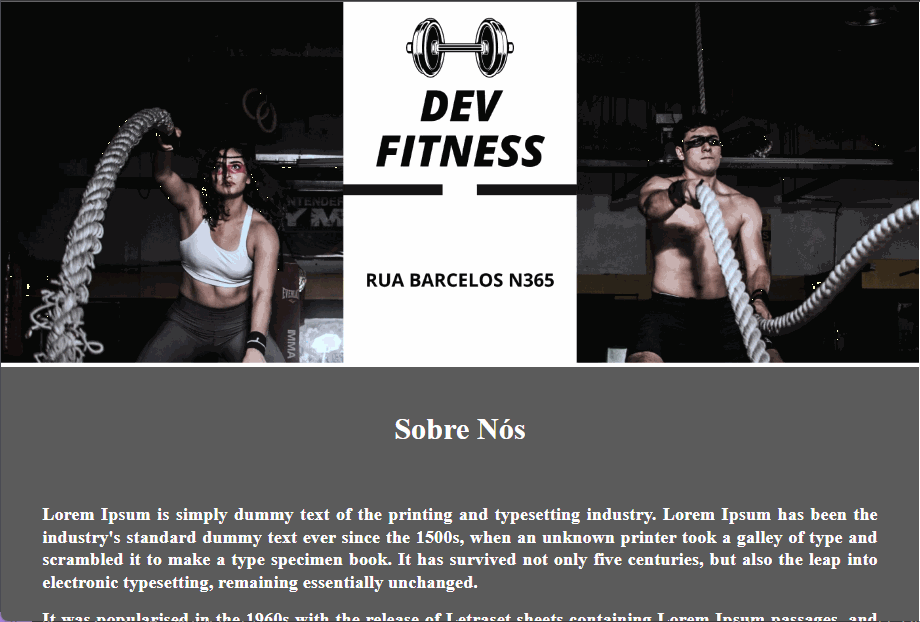 DEV
FITNESS
RUA BARCELOS N365
EVERLAST
MMA
Sobre Nós
Lorem Ipsum is simply dummy text of the printing and typesetting industry. Lorem Ipsum has been the
industry's standard dummy text ever since the 1500s, when an unknown printer took a galley of type and
scrambled it to make a type specimen book. It has survived not only five centuries, but also the leap into
electronic typesetting, remaining essentially unchanged.
It was popularised in the 1960s with the release of Letraset sheets containing Lorem Ipsum passages, and